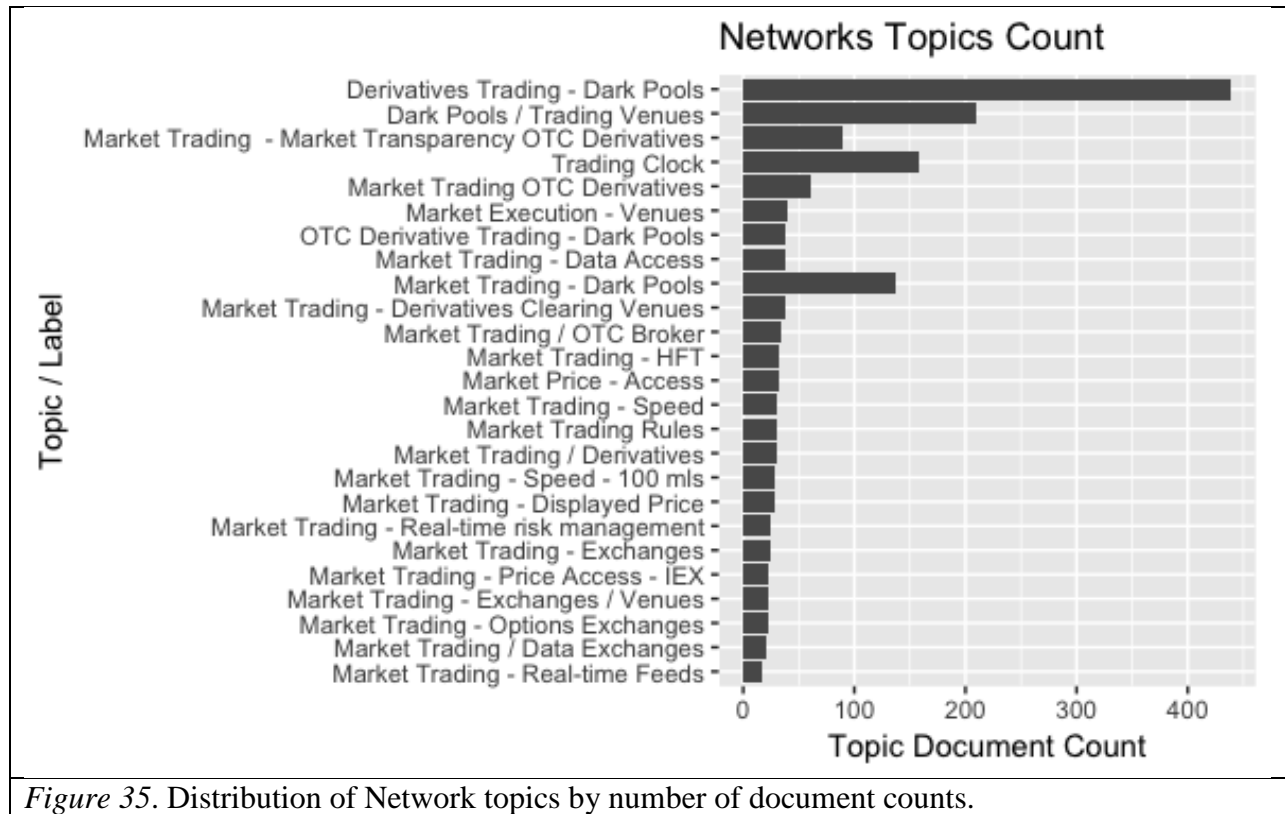 Networks Topics Count
Derivatives Trading - Dark Pools
Dark Pools / Trading Venues
Market Trading  - Market Transparency OTC Derivatives
Trading Clock
Market Trading OTC Derivatives
Market Execution - Venues
OTC Derivative Trading - Dark Pools
Market Trading - Data Access
Market Trading - Dark Pools
Market Trading - Derivatives Clearing Venues
Market Trading / OTC Broker
Market Trading - HFT
Market Price - Access
Market Trading - Speed
Market Trading Rules
Market Trading / Derivatives
Market Trading - Speed - 100 mls
Market Trading - Displayed Price
Market Trading - Real-time risk management
Market Trading - Exchanges
Market Trading - Price Access - IEX
Market Trading - Exchanges / Venues
Market Trading - Options Exchanges
Market Trading / Data Exchanges
Market Trading - Real-time Feeds
Topic / Label
0 100 200 300 400
Topic Document Count
Figure 35. Distribution of Network topics by number of document counts.